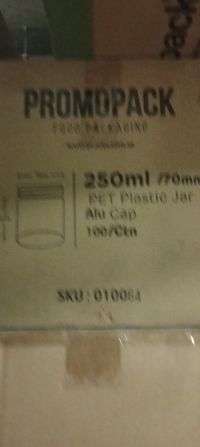 PROMOPACK
FOOD PACKAGING
250ml /70mm
PET Plastic Jar
Alu Cap
100/Ctn
SKU : 010064